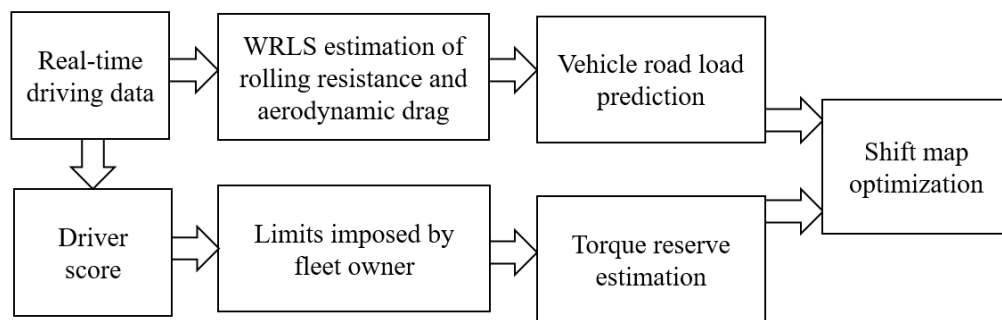 Real-time
driving data
WRLS estimation of
rolling resistance and
aerodynamic drag
Vehicle road load
prediction
Shift map
optimization
Driver
score
Limits imposed by
fleet owner
Torque reserve
estimation